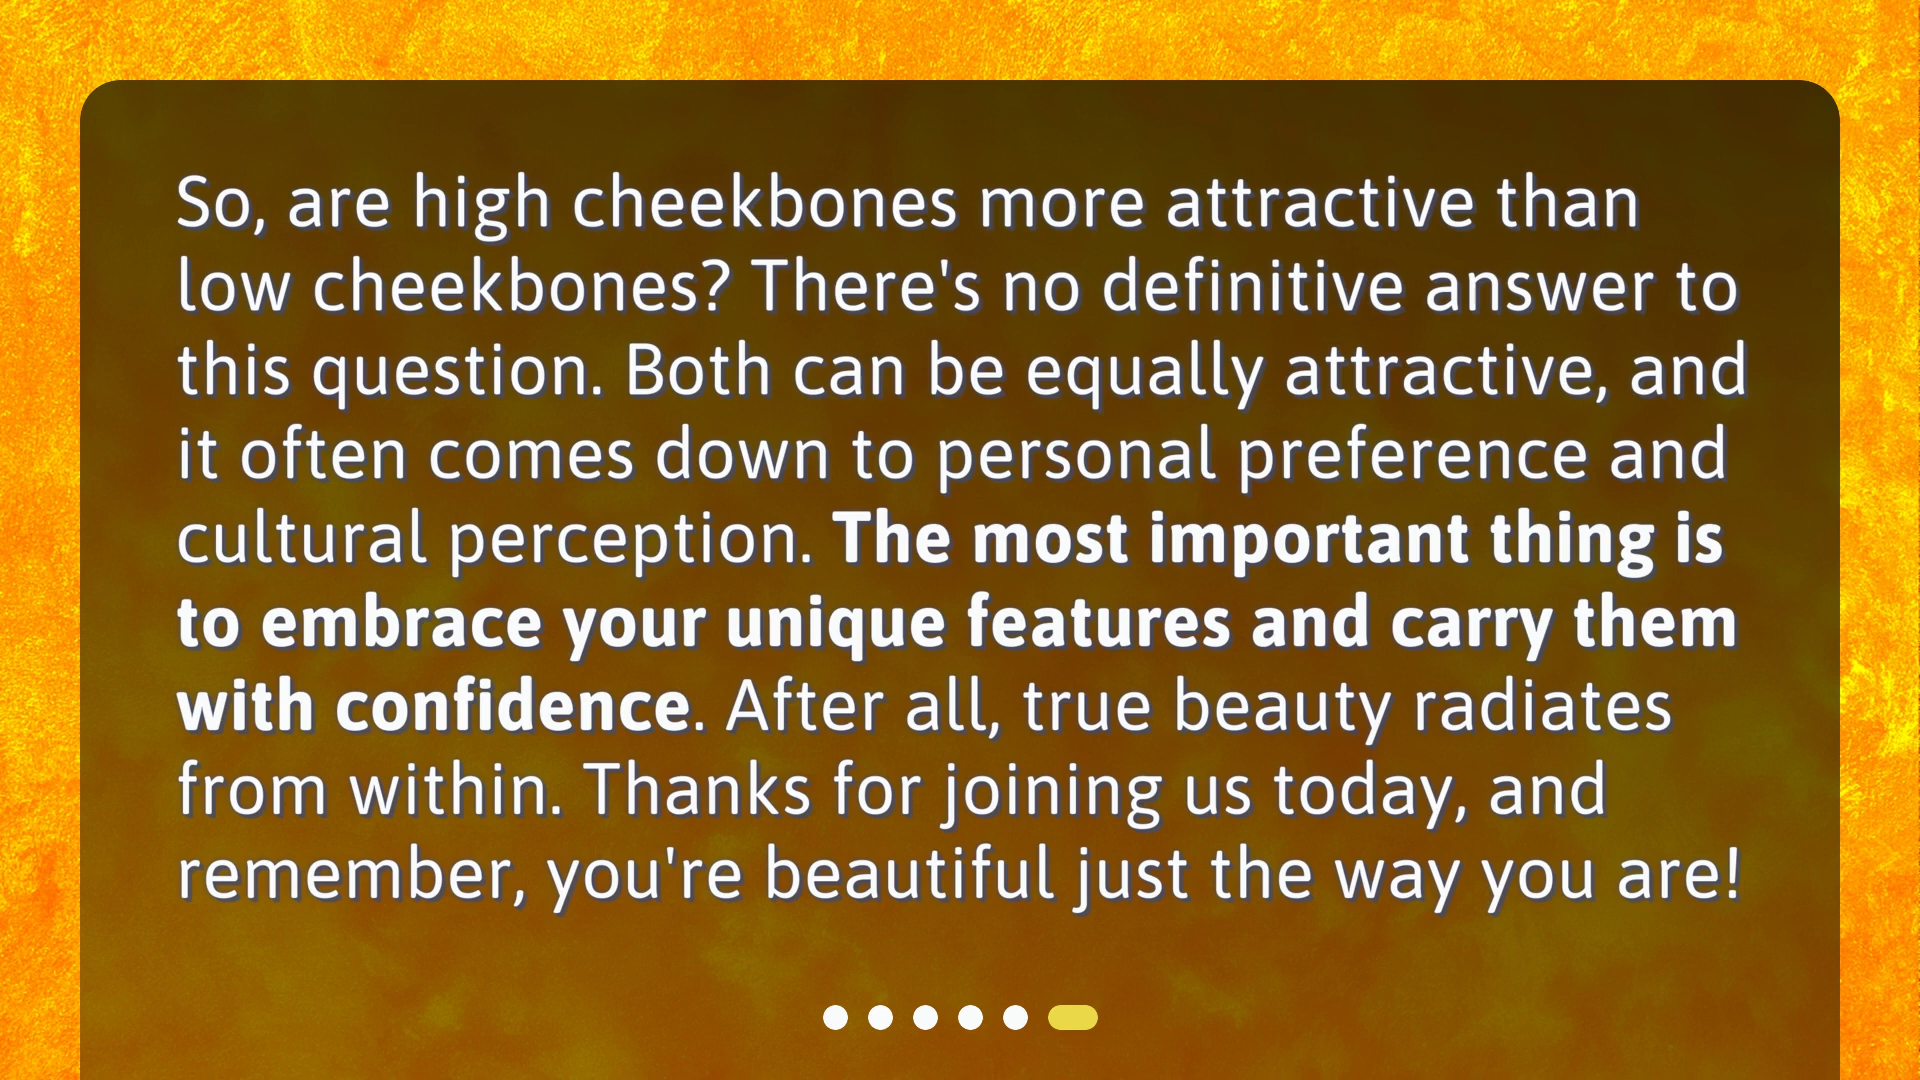 So, are high cheekbones more attractive than
low cheekbones? There's no definitive answer to
this question. Both can be equally attractive, and
it often comes down to personal preference and
cultural perception. The most important thing is
to embrace your unique features and carry them
with confidence. After all, true beauty radiates
from within. Thanks for joining us today, and
remember, you're beautiful just the way you are!